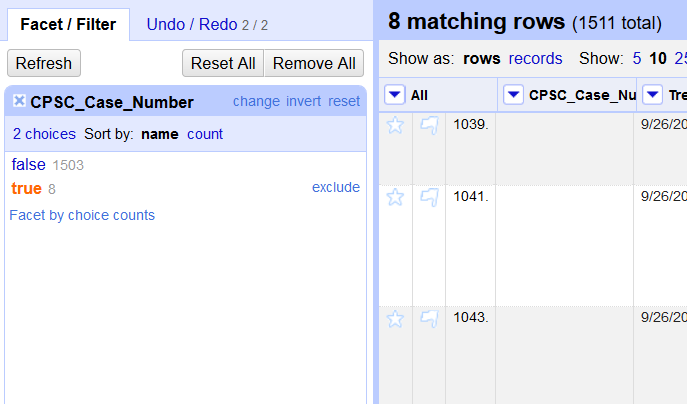 Facet / Filter Undo / Redo 2 / 2
Refresh Reset All Remove All
CPSC_Case_Number change invert reset
2 choices Sort by: name count
false 1503
true 8 exclude
Facet by choice counts
8 matching rows (1511 total)
Show as: rows records Show: 5 10 25
All CPSC_Case_Nu Tre
1039. 9/26/20
1041. 9/26/20
1043. 9/26/20